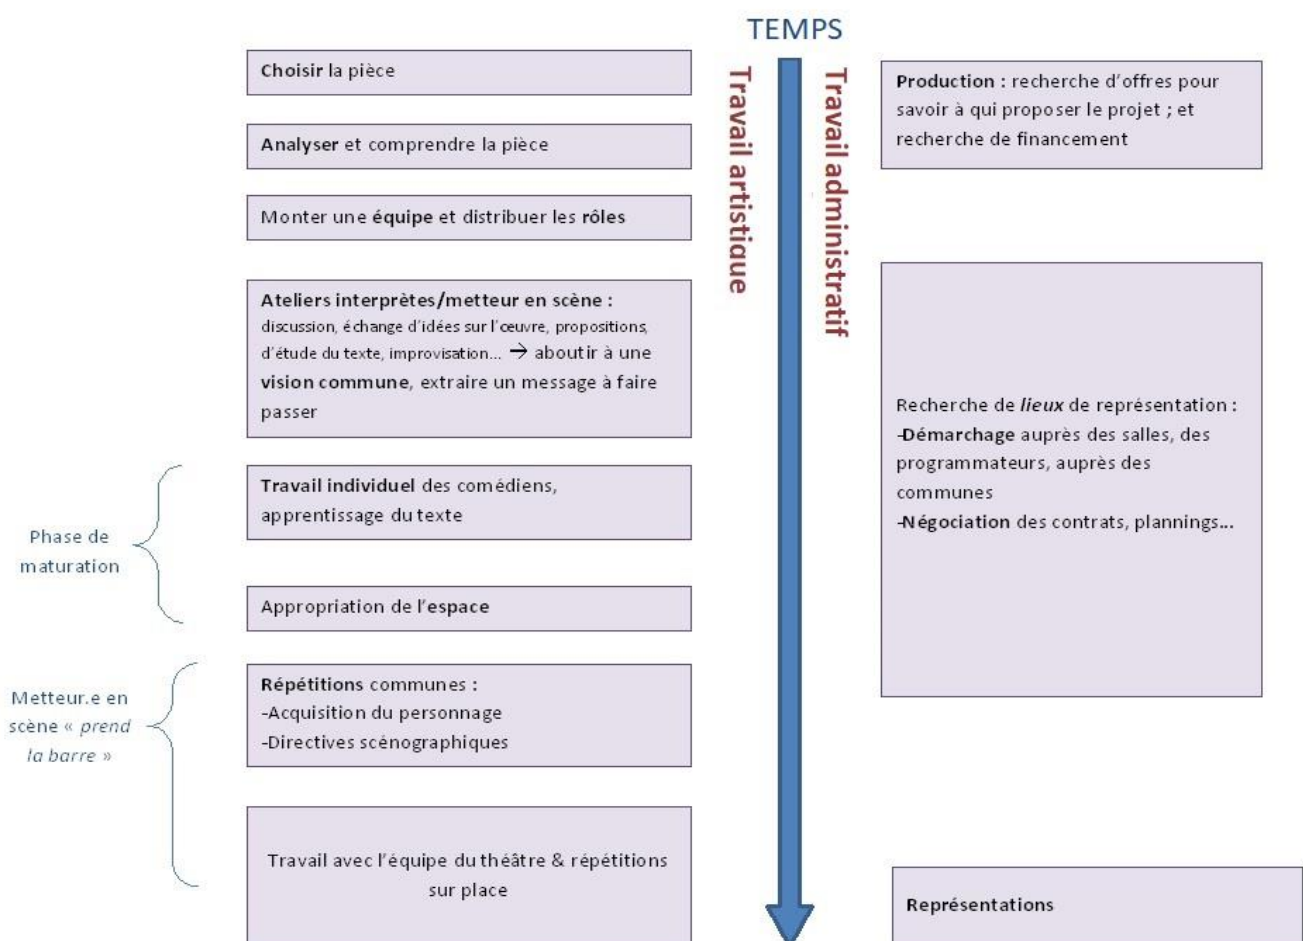 TEMPS
Travail artistique
Travail administratif
Choisir la pièce
Analyser et comprendre la pièce
Monter une équipe et distribuer les rôles
Ateliers interprètes/metteur en scène :
discussion, échange d'idées sur l'œuvre, propositions,
d'étude du texte, improvisation... → aboutir à une
vision commune, extraire un message à faire
passer
Phase de
maturation
Travail individuel des comédiens,
apprentissage du texte
Appropriation de l'espace
Metteur.e en
scène « prend
la barre »
Répétitions communes :
-Acquisition du personnage
-Directives scénographiques
Travail avec l'équipe du théâtre & répétitions
sur place
Production : recherche d'offres pour
savoir à qui proposer le projet ; et
recherche de financement
Recherche de lieux de représentation :
-Démarchage auprès des salles, des
programmateurs, auprès des
communes
-Négociation des contrats, plannings...
Représentations